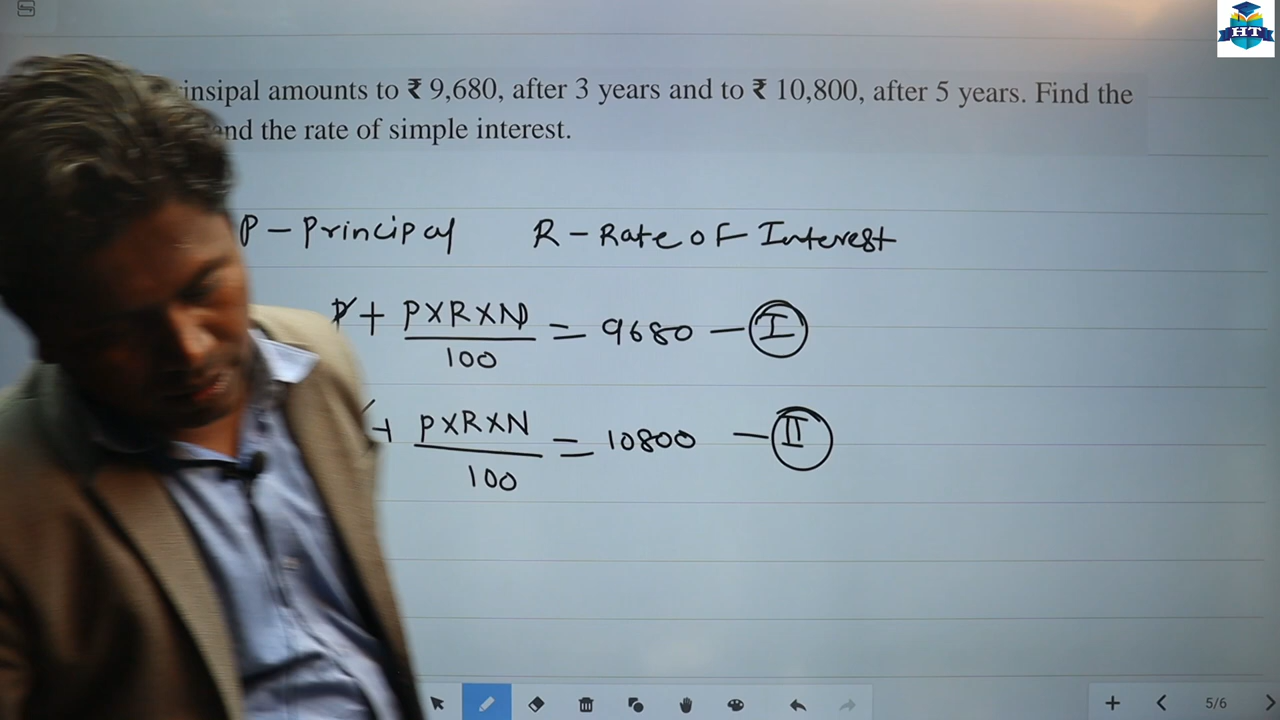 insipal amounts to ₹ 9,680, after 3 years and to ₹ 10,800, after 5 years. Find the
and the rate of simple interest.
P - Principal R - Rate of Interest
P + PXRXN / 100 = 9680 - I
+ PXRXN / 100 = 10800 - II
HT
5/6